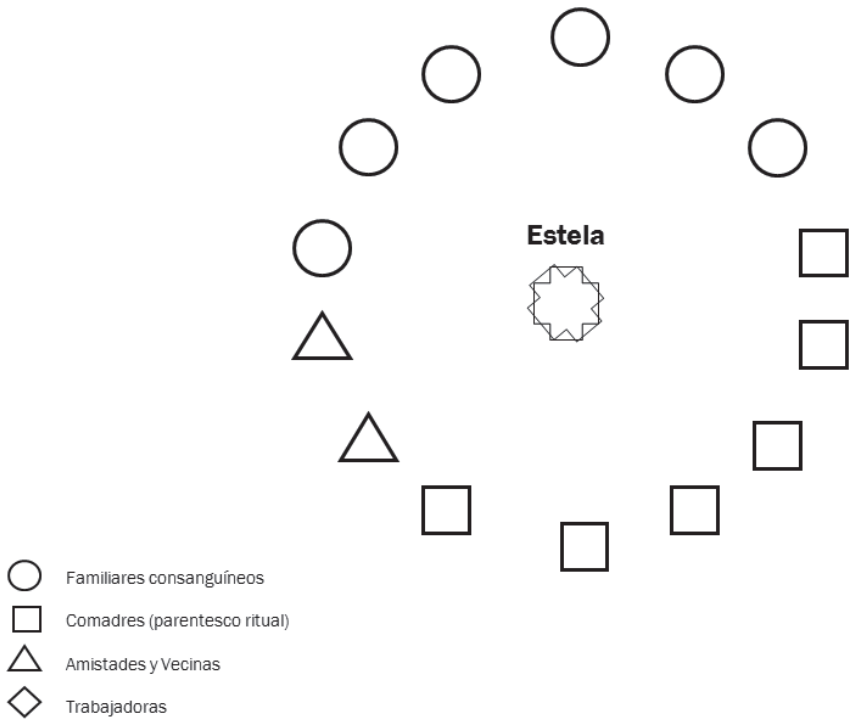 Estela
Familiares consanguíneos
Comadres (parentesco ritual)
Amistades y Vecinas
Trabajadoras